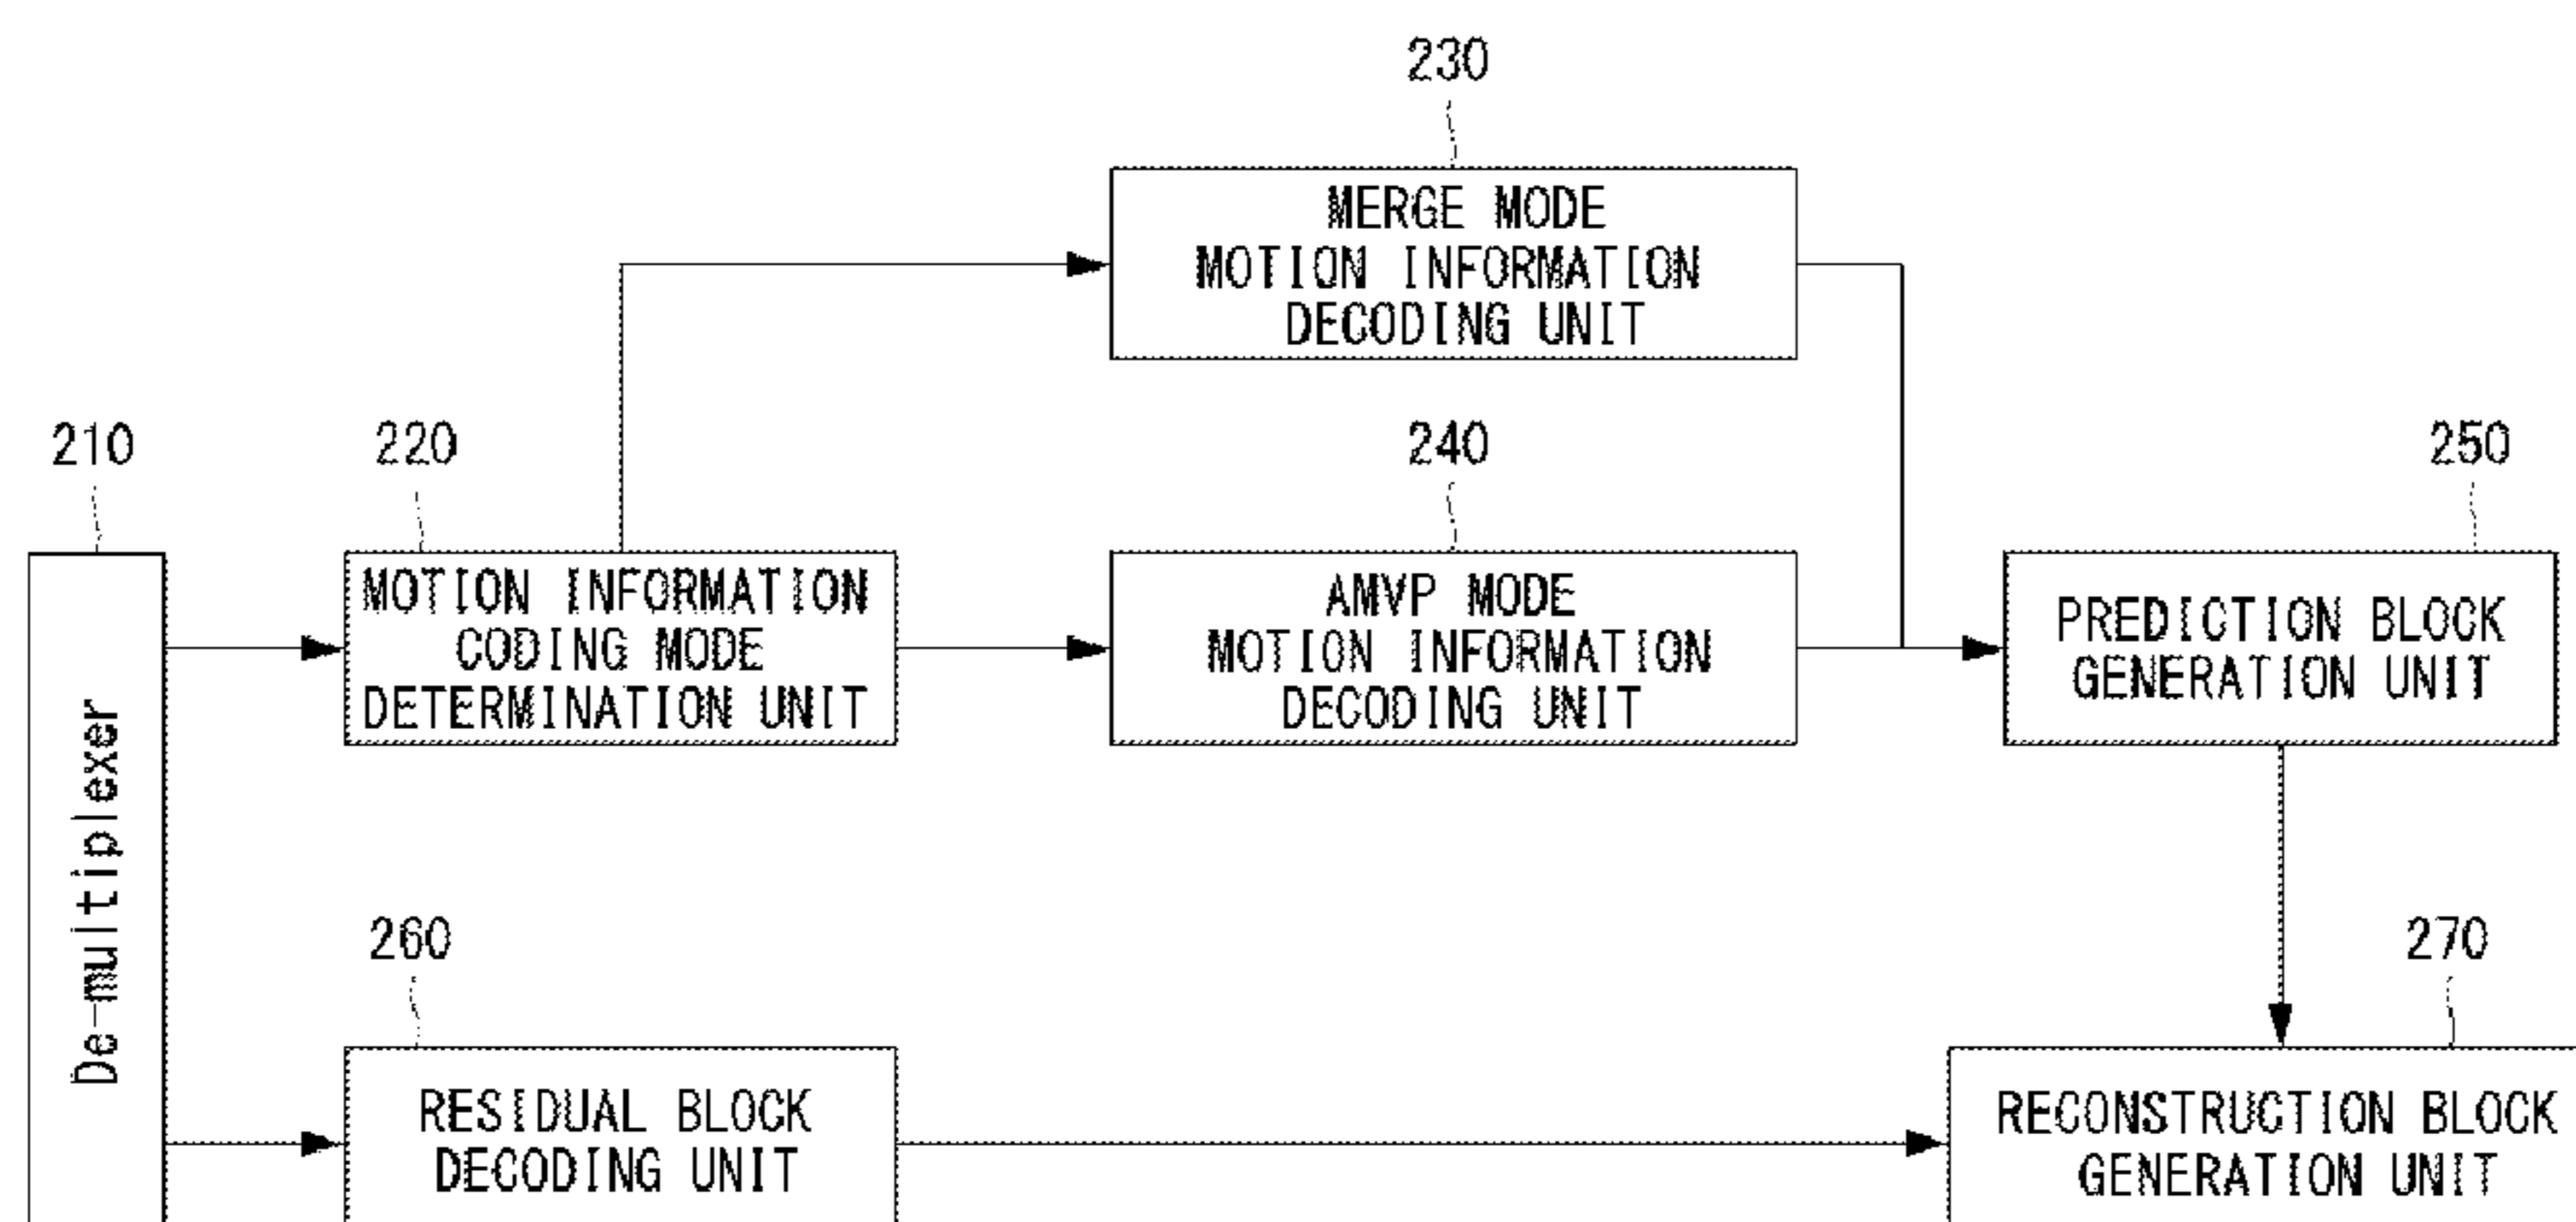 230
MERGE MODE
MOTION INFORMATION
DECODING UNIT
210
220
240
250
MOTION INFORMATION
CODING MODE
DETERMINATION UNIT
AMVP MODE
MOTION INFORMATION
DECODING UNIT
PREDICTION BLOCK
GENERATION UNIT
De-multiplexer
260
270
RESIDUAL BLOCK
DECODING UNIT
RECONSTRUCTION BLOCK
GENERATION UNIT